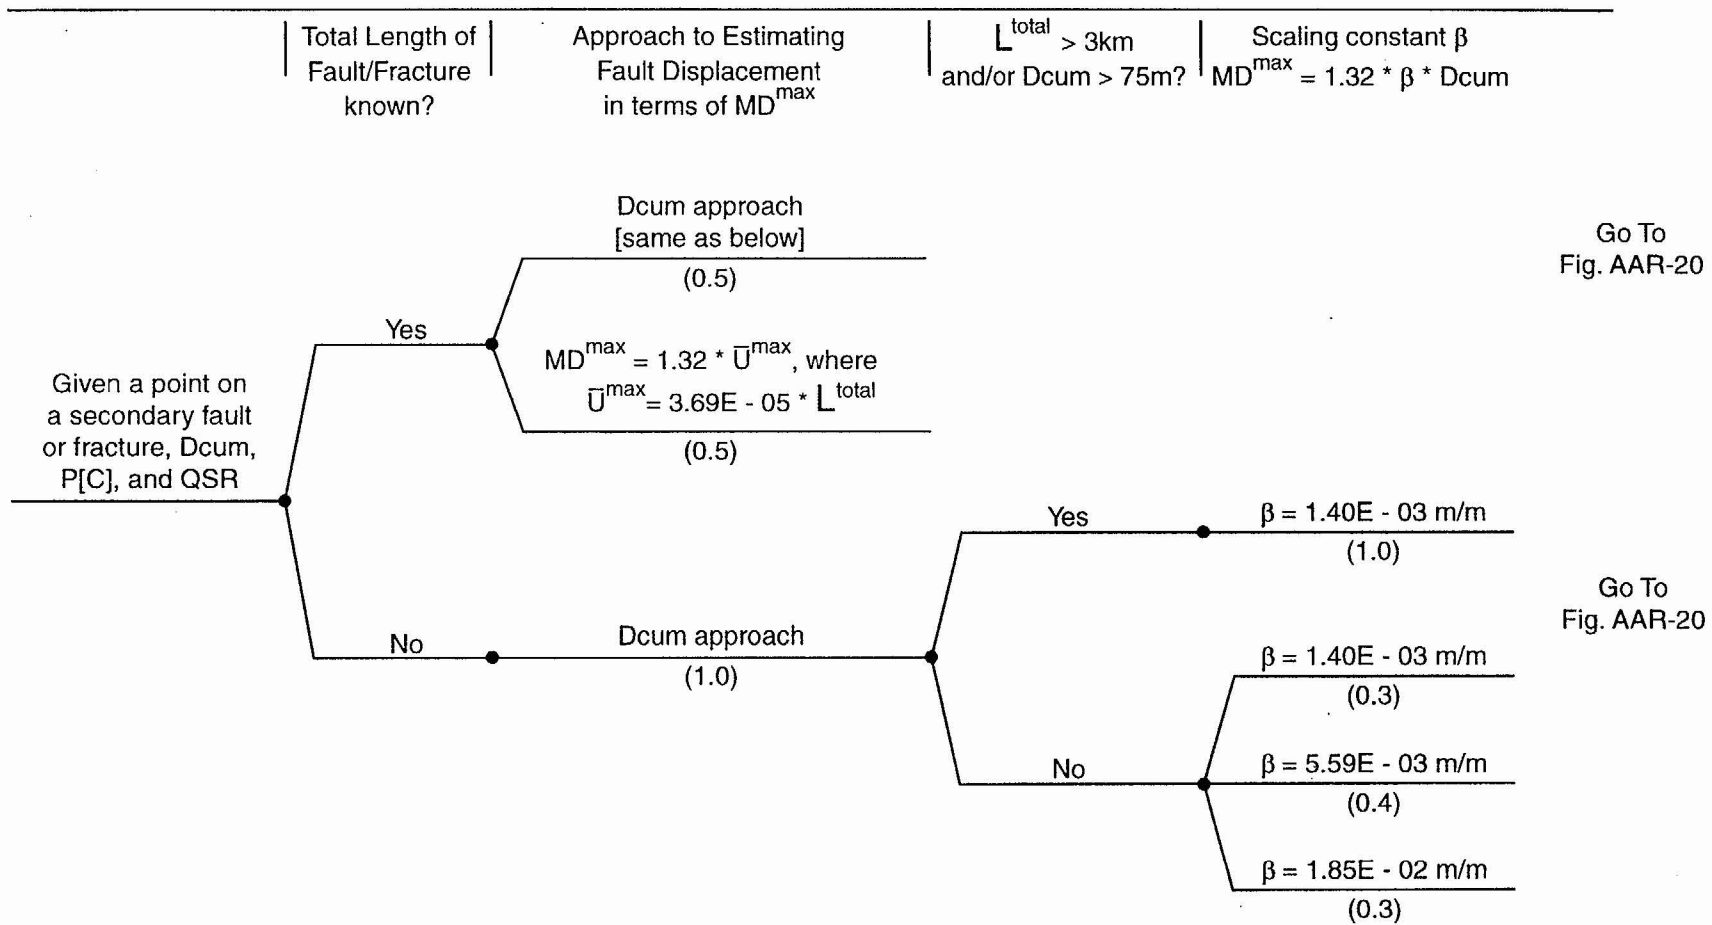 Total Length of
Fault/Fracture
known?
Approach to Estimating
Fault Displacement
in terms of MD^max
L^total > 3km
and/or Dcum > 75m?
Scaling constant β
MD^max = 1.32 * β * Dcum
Dcum approach
[same as below]
(0.5)
Go To
Fig. AAR-20
Yes
MD^max = 1.32 * U̅^max, where
U̅^max = 3.69E - 05 * L^total
(0.5)
Given a point on
a secondary fault
or fracture, Dcum,
P[C], and QSR
Yes
β = 1.40E - 03 m/m
(1.0)
Go To
Fig. AAR-20
No
Dcum approach
(1.0)
β = 1.40E - 03 m/m
(0.3)
No
β = 5.59E - 03 m/m
(0.4)
β = 1.85E - 02 m/m
(0.3)